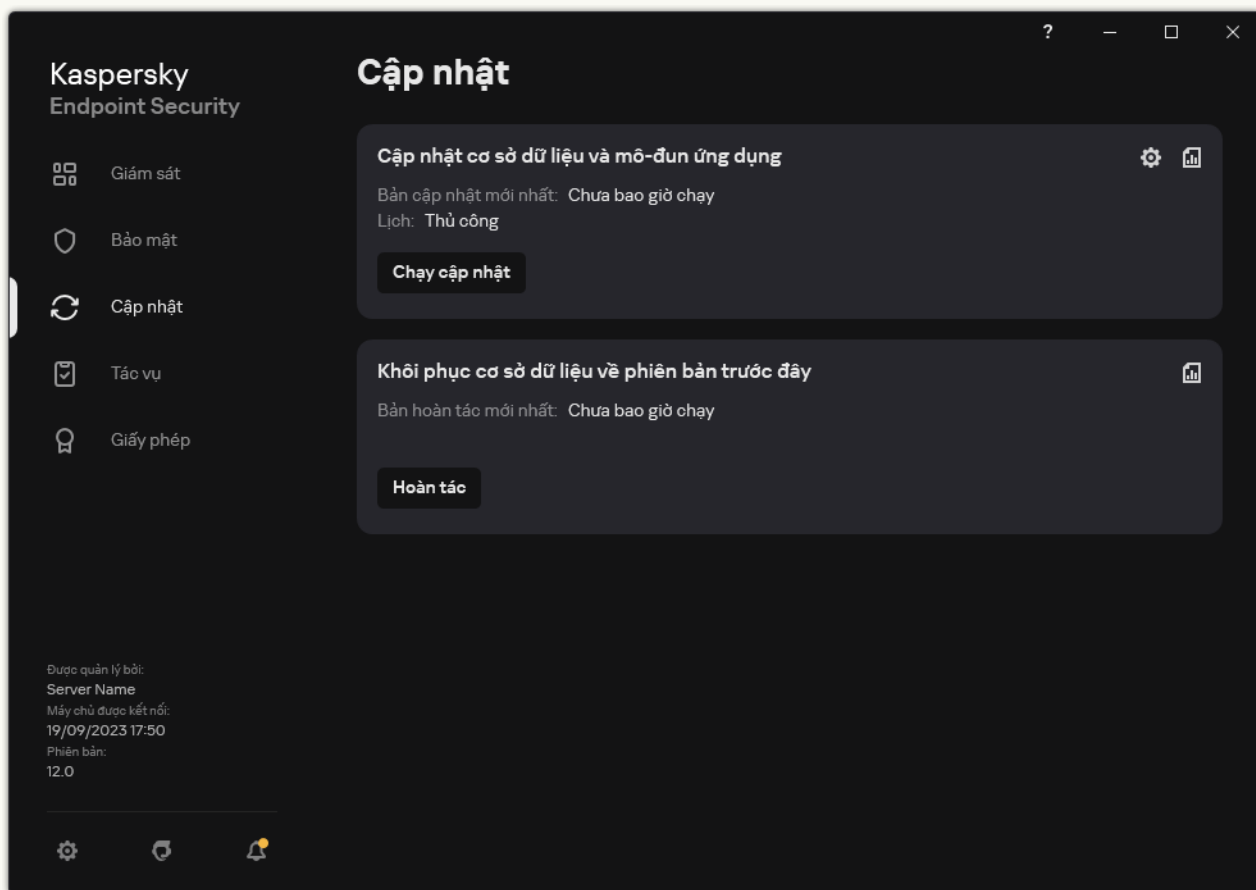 ?
Kaspersky
Endpoint Security
Giám sát
Bảo mật
Cập nhật
Tác vụ
Giấy phép
Được quản lý bởi:
Server Name
Máy chủ được kết nối:
19/09/2023 17:50
Phiên bản:
12.0
Cập nhật
Cập nhật cơ sở dữ liệu và mô-đun ứng dụng
Bản cập nhật mới nhất: Chưa bao giờ chạy
Lịch: Thủ công
Chạy cập nhật
Khôi phục cơ sở dữ liệu về phiên bản trước đây
Bản hoàn tác mới nhất: Chưa bao giờ chạy
Hoàn tác